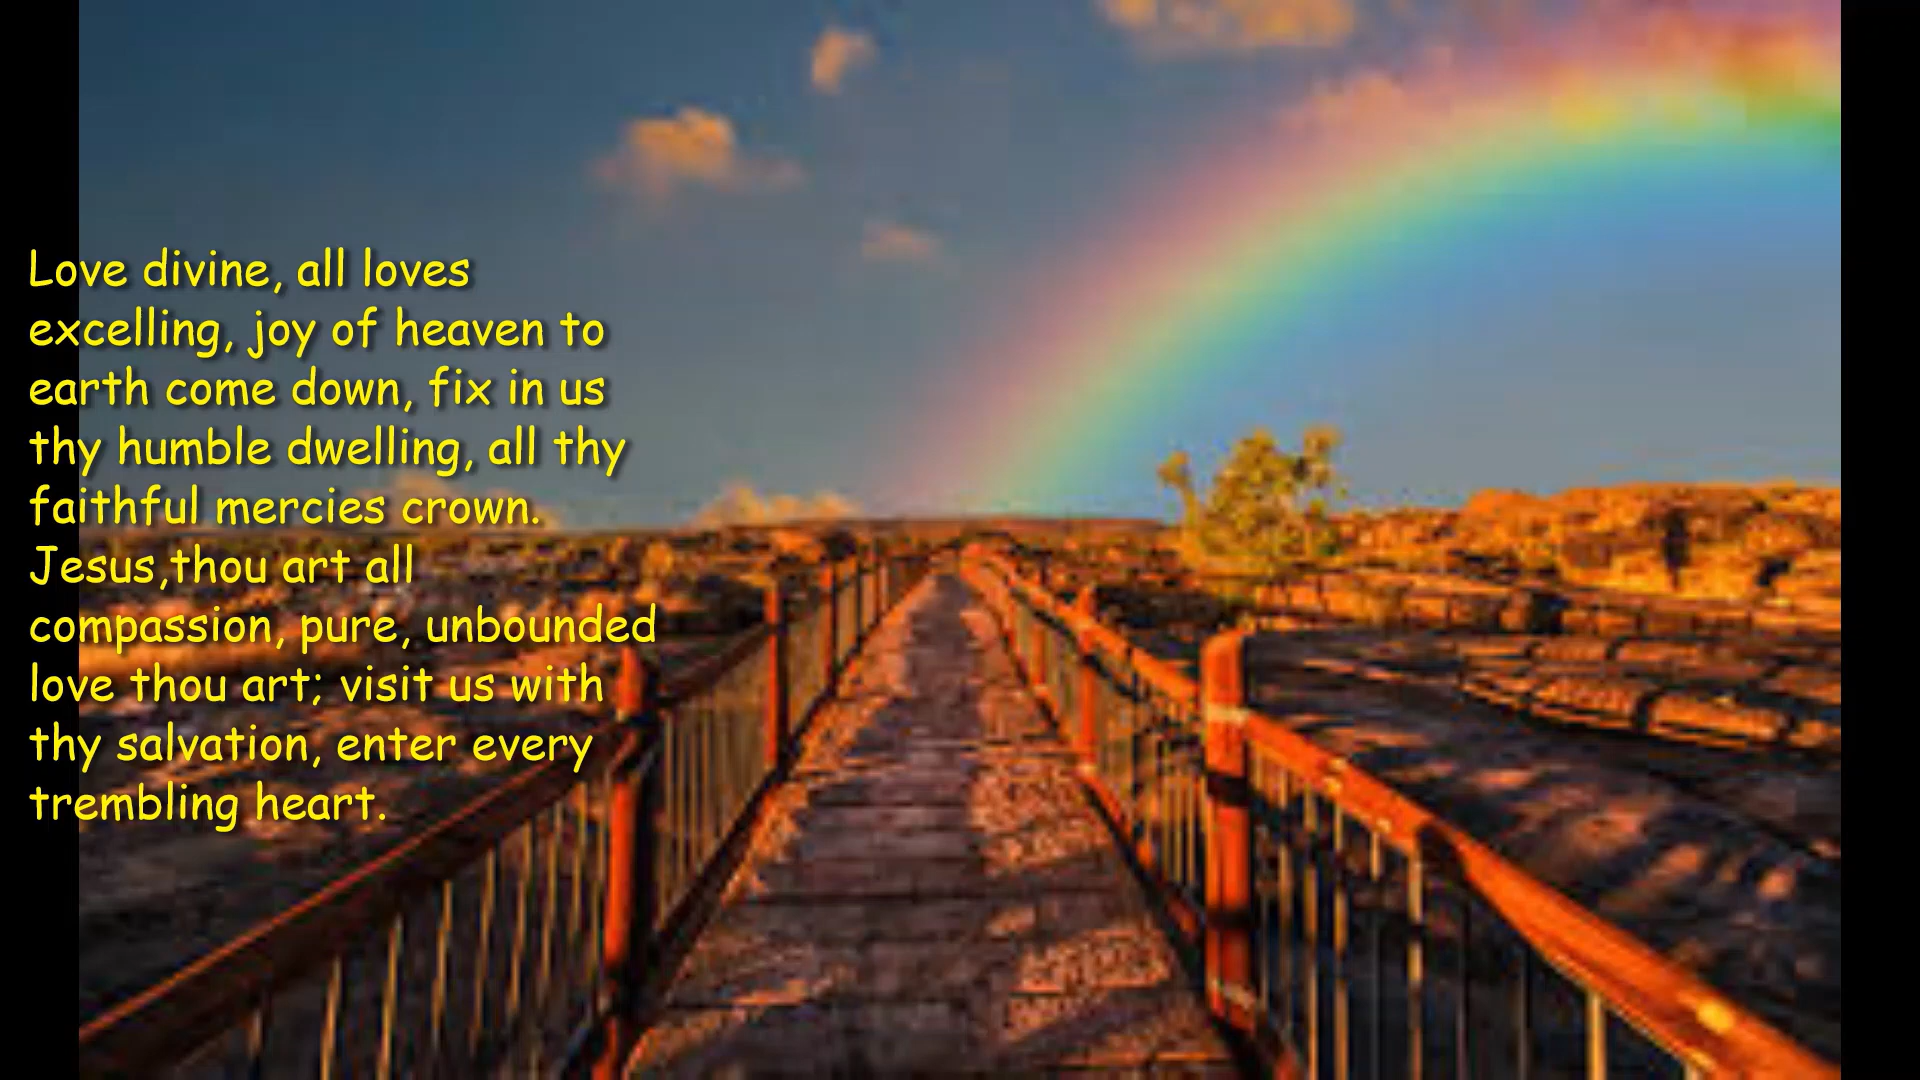 Love divine, all loves
excelling, joy of heaven to
earth come down, fix in us
thy humble dwelling, all thy
faithful mercies crown.
Jesus,thou art all
compassion, pure, unbounded
love thou art; visit us with
thy salvation, enter every
trembling heart.